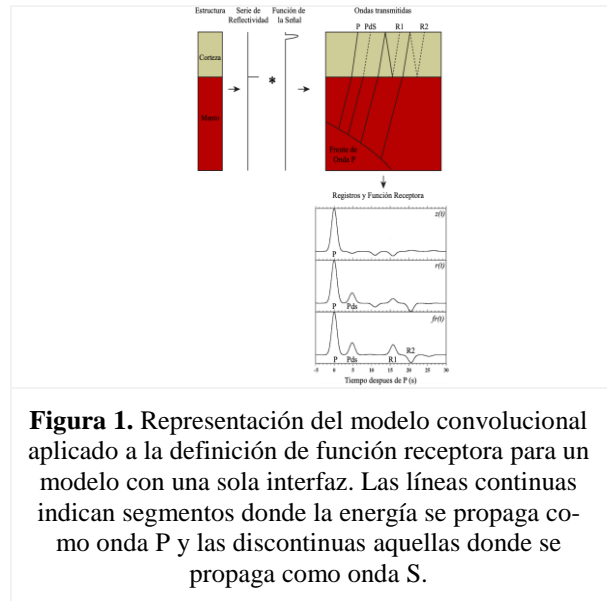 Estructura Serie de Reflectividad Función de la Señal Ondas transmitidas
P PdS R1 R2
Corteza
*
Manto
Frente de
Onda P
Registros y Función Receptora
z(t)
P
r(t)
P Pds
fr(t)
R2
P Pds R1
-5 0 5 10 15 20 25 30
Tiempo despues de P (s)
Figura 1. Representación del modelo convolucional
aplicado a la definición de función receptora para un
modelo con una sola interfaz. Las líneas continuas
indican segmentos donde la energía se propaga co-
mo onda P y las discontinuas aquellas donde se
propaga como onda S.